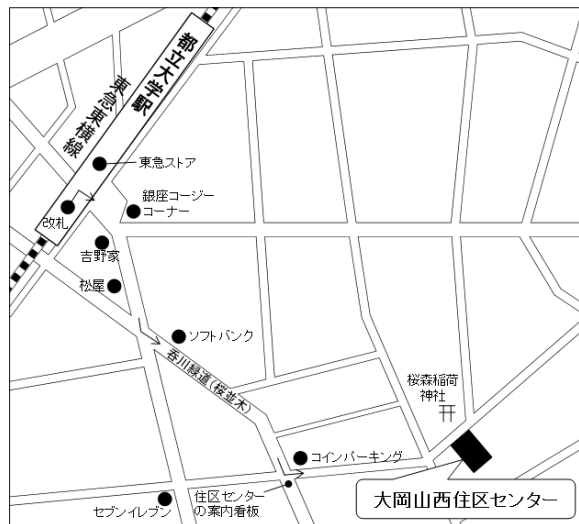 都立大学駅
東急東横線
東急ストア
銀座コージー
コーナー
改札
吉野家
松屋
ソフトバンク
呑川緑道(桜並木)
桜森稲荷
神社
コインパーキング
住区センター
の案内看板
セブンイレブン
大岡山西住区センター